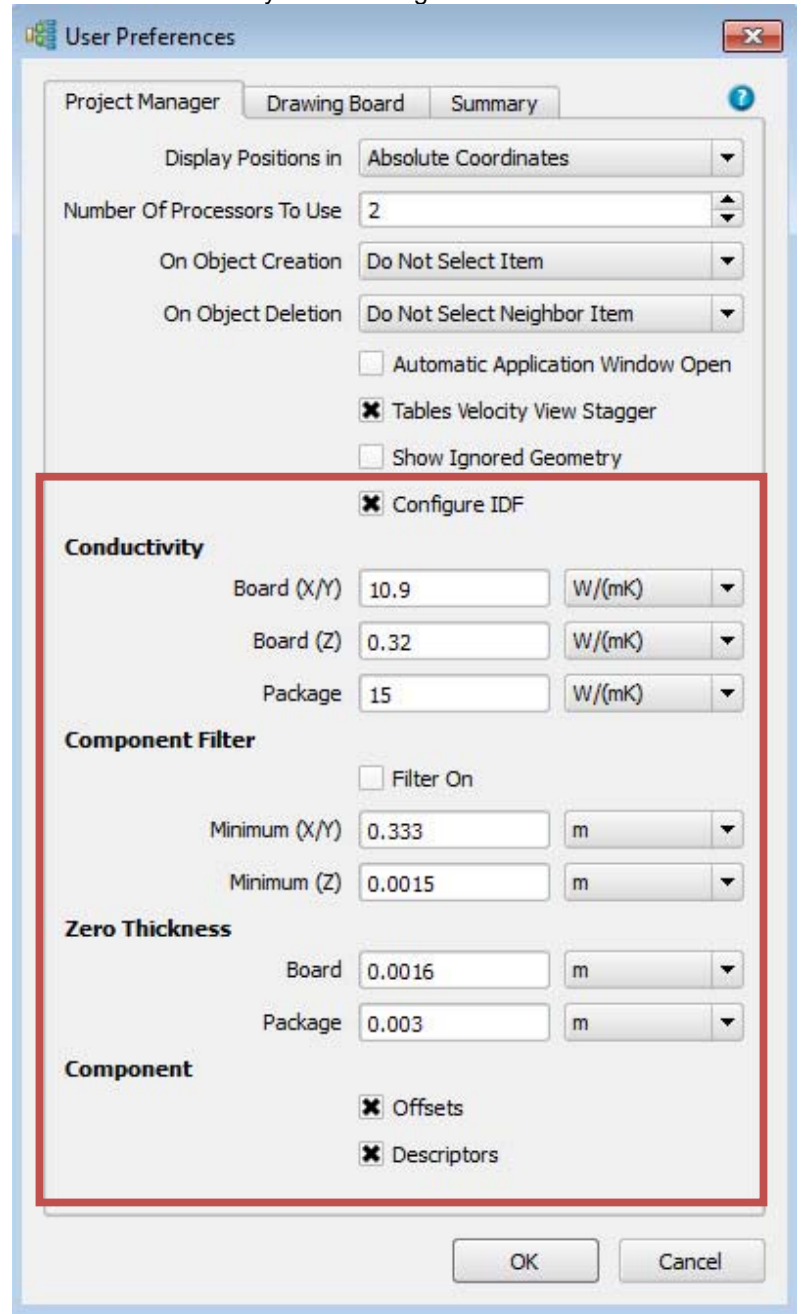 User Preferences
Project Manager Drawing Board Summary ?
Display Positions in Absolute Coordinates
Number Of Processors To Use 2
On Object Creation Do Not Select Item
On Object Deletion Do Not Select Neighbor Item
Automatic Application Window Open
Tables Velocity View Stagger
Show Ignored Geometry
Configure IDF
Conductivity
Board (X/Y) 10.9 W/(mK)
Board (Z) 0.32 W/(mK)
Package 15 W/(mK)
Component Filter
Filter On
Minimum (X/Y) 0.333 m
Minimum (Z) 0.0015 m
Zero Thickness
Board 0.0016 m
Package 0.003 m
Component
Offsets
Descriptors
OK Cancel